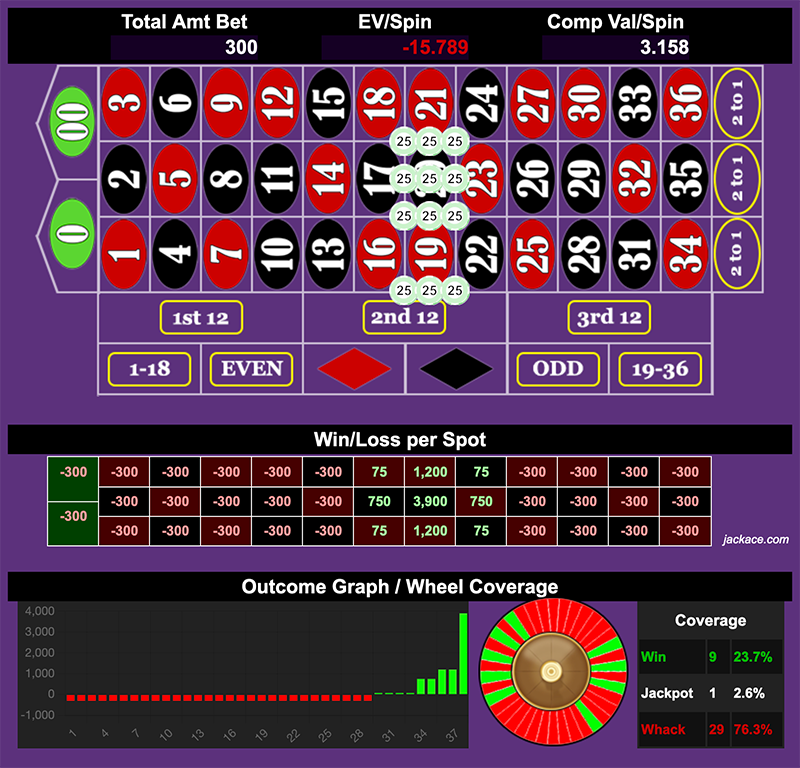 Total Amt Bet EV/Spin Comp Val/Spin
300 -15.789 3.158
00 3 6 9 12 15 18 21 24 27 30 33 36 2 to 1
25 25 25
0 2 5 8 11 14 17 25 25 25 23 26 29 32 35 2 to 1
25 25 25
1 4 7 10 13 16 19 22 25 28 31 34 2 to 1
25 25 25
1st 12 2nd 12 3rd 12
1-18 EVEN ODD 19-36
Win/Loss per Spot
-300 -300 -300 -300 -300 -300 75 1,200 75 -300 -300 -300 -300
-300 -300 -300 -300 -300 750 3,900 750 -300 -300 -300 -300
-300 -300 -300 -300 -300 -300 75 1,200 75 -300 -300 -300 -300
jackace.com
Outcome Graph / Wheel Coverage
4,000
3,000
2,000
1,000
0
-1,000
1 4 7 10 13 16 19 22 25 28 31 34 37
Coverage
Win 9 23.7%
Jackpot 1 2.6%
Whack 29 76.3%